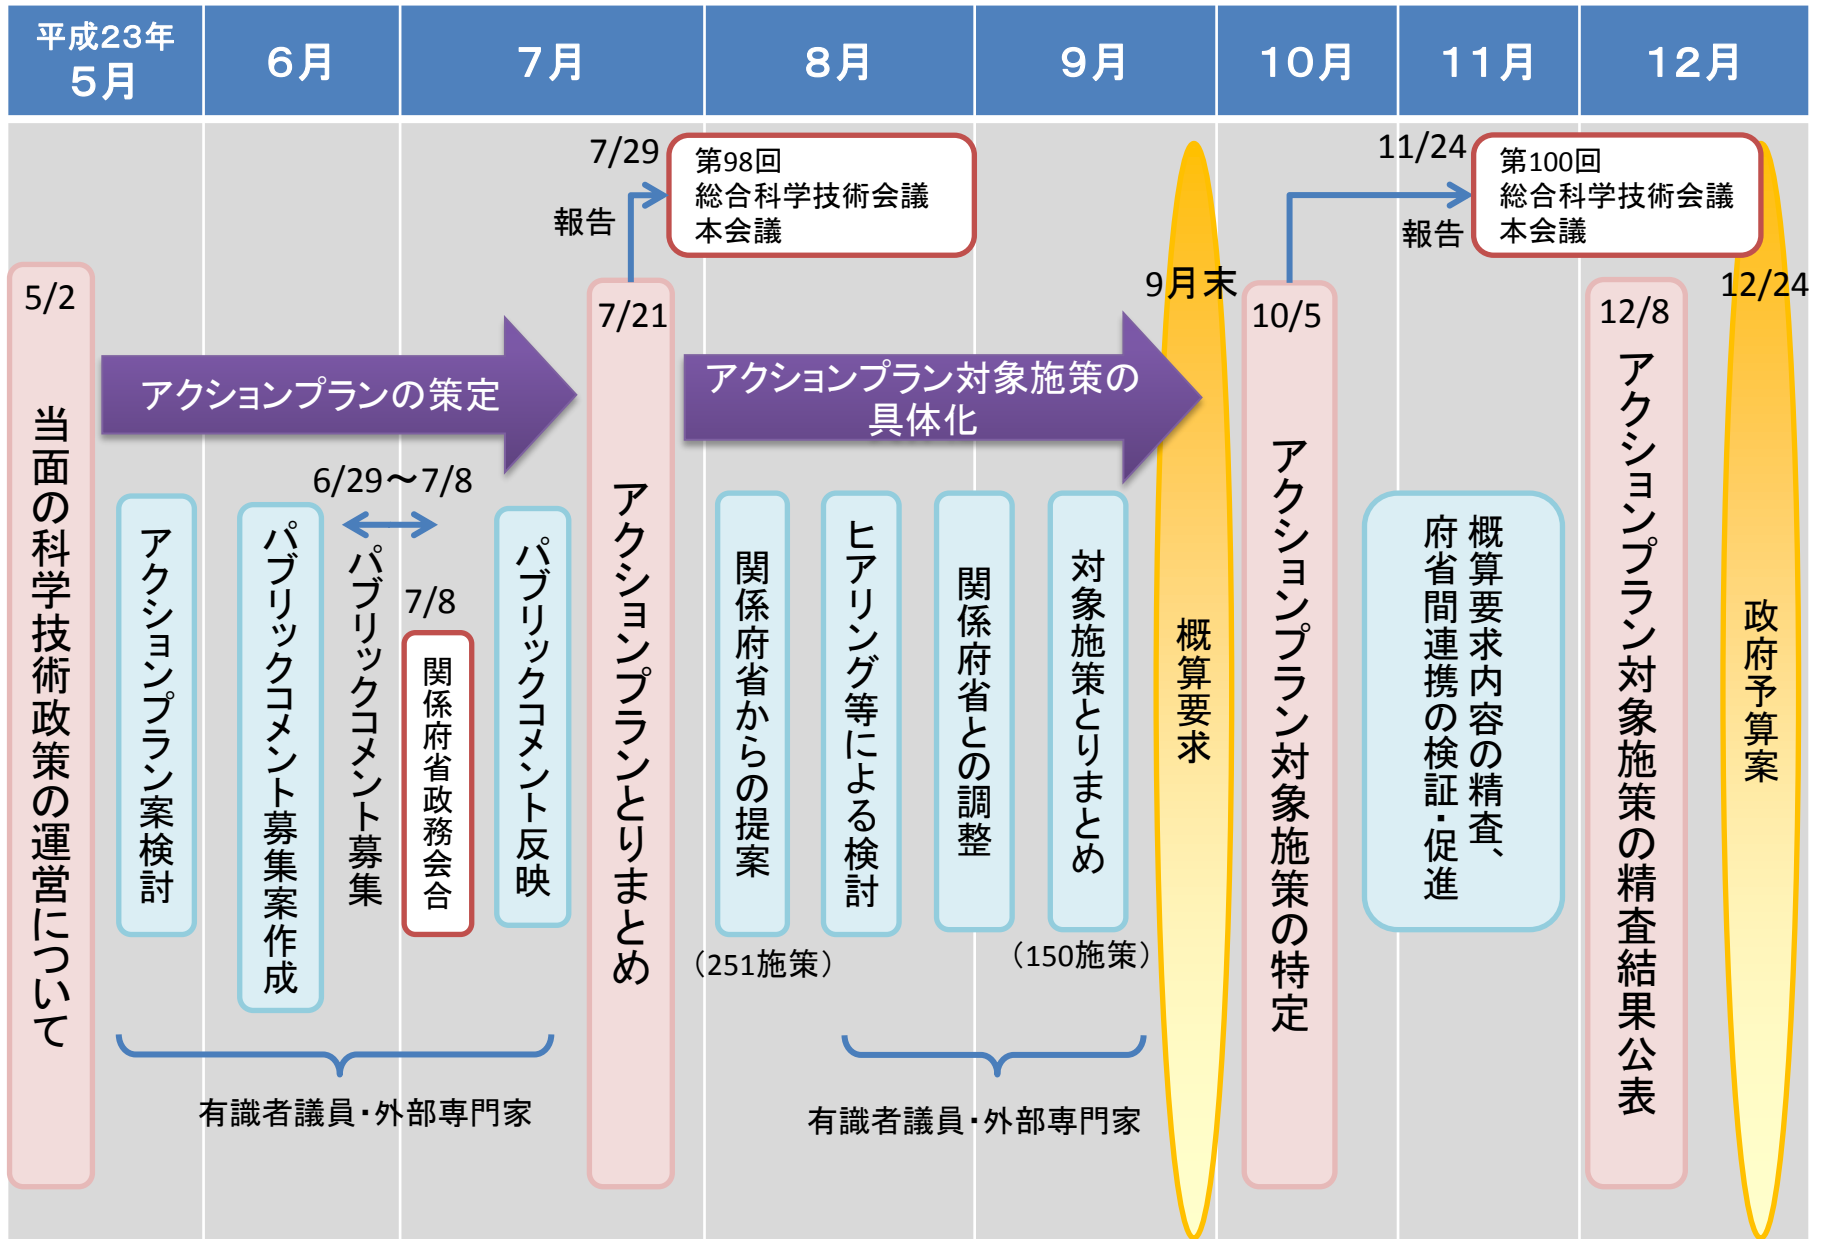 平成23年
5月
6月
7月
8月
9月
10月
11月
12月
7/29
第98回
総合科学技術会議
本会議
報告
11/24
第100回
総合科学技術会議
本会議
報告
5/2
当面の科学技術政策の運営について
アクションプランの策定
アクションプラン案検討
パブリックコメント募集案作成
6/29～7/8
パブリックコメント募集
7/8
関係府省政務会合
パブリックコメント反映
有識者議員・外部専門家
7/21
アクションプランとりまとめ
アクションプラン対象施策の
具体化
関係府省からの提案
（251施策）
ヒアリング等による検討
関係府省との調整
対象施策とりまとめ
（150施策）
有識者議員・外部専門家
9月末
概算要求
10/5
アクションプラン対象施策の特定
概算要求内容の精査、
府省間連携の検証・促進
12/8
アクションプラン対象施策の精査結果公表
12/24
政府予算案